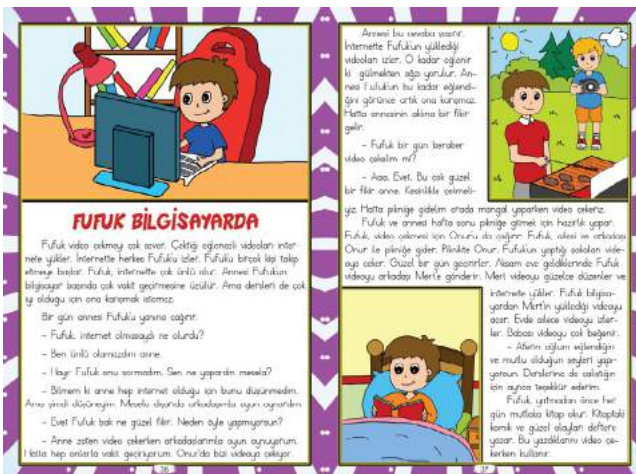 FUFUK BİLGİSAYARDA
Fufuk video çekmeyi çok sever. Çektiği eğlenceli videoları inter-
nete yükler. İnternette herkes Fufuk'u izler. Fufuk'u birçok kişi takip
etmeye başlar. Fufuk, internette çok ünlü olur. Annesi Fufuk'un
bilgisayar başında çok vakit geçirmesine üzülür. Ama dersleri de çok
iyi olduğu için ona karışmak istemez.
Bir gün annesi Fufuk'u yanına çağırır.
- Fufuk, internet olmasaydı ne olurdu?
- Ben ünlü olamazdım anne.
- Hayır Fufuk onu sormadım. Sen ne yapardın mesela?
- Bilmem ki anne hep internet olduğu için bunu düşünmedim.
Ama şimdi düşüneyim. Mesela dışarıda arkadaşımla oyun oynardım.
- Evet Fufuk bak ne güzel fikir. Neden öyle yapmıyorsun?
- Anne zaten video çekerken arkadaşlarımla oyun oynuyorum.
Hatta hep onlarla vakit geçiriyorum. Onur'da bizi videoya çekiyor.
36
Annesi bu cevaba şaşırır.
İnternette Fufuk'un yüklediği
videoları izler. O kadar eğlenir
ki gülmekten ağzı yorulur. An-
nesi Fufuk'un bu kadar eğlendi-
ğini görünce artık ona karışmaz.
Hatta annesinin aklına bir fikir
gelir.
- Fufuk bir gün beraber
video çekelim mi?
- Aaa. Evet. Bu çok güzel
bir fikir anne. Kesinlikle çekmeli-
yiz. Hatta pikniğe gidelim orada mangal yaparken video çekeriz.
Fufuk ve annesi hafta sonu pikniğe gitmek için hazırlık yapar.
Fufuk, video çekmesi için Onur'u da çağırır. Fufuk, ailesi ve arkadaşı
Onur ile pikniğe gider. Piknikte Onur, Fufuk'un yaptığı şakaları vide-
oya çeker. Güzel bir gün geçirirler. Akşam eve geldiklerinde Fufuk
videoyu arkadaşı Mert'e gönderir. Mert videoyu güzelce düzenler ve
internete yükler. Fufuk bilgisa-
yardan Mert'in yüklediği videoyu
açar. Evde ailece videoyu izler-
ler. Babası videoyu çok beğenir.
- Aferin oğlum eğlendiğin
ve mutlu olduğun şeyleri yapı-
yorsun. Derslerine de çalıştığın
için ayrıca teşekkür ederim.
Fufuk, yatmadan önce her
gün mutlaka kitap okur. Kitaptaki
komik ve güzel olayları deftere
yazar. Bu yazdıklarını video çe-
kerken kullanır.
37